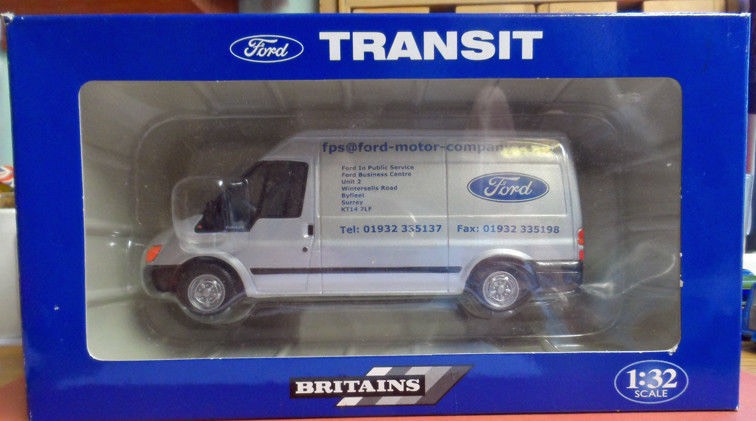 Ford TRANSIT
fps@ford-motor-compan
Ford In Public Service
Ford Business Centre
Unit 2
Wintersells Road
Byfleet
Surrey
KT14 7LF
Ford
Tel: 01932 335137 Fax: 01932 335198
BRITAINS
1:32
SCALE